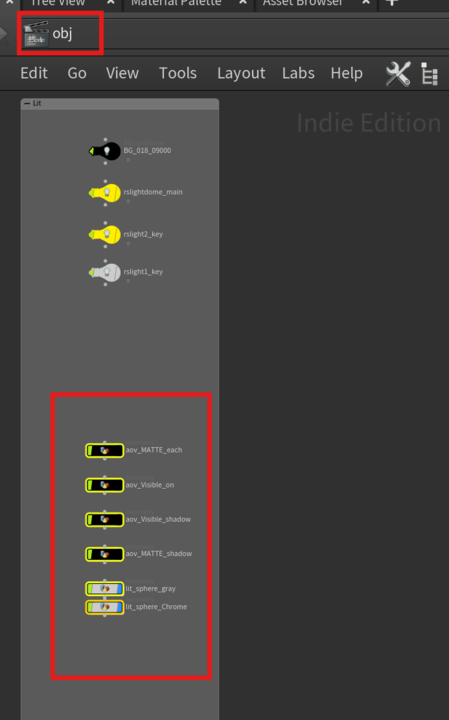 Tree View
Material Palette
Asset Browser
obj
Edit Go View Tools Layout Labs Help
Lit
Indie Edition
BG_018_09000
rslightdome_main
rslight2_key
rslight1_key
aov_MATTE_each
aov_Visible_on
aov_Visible_shadow
aov_MATTE_shadow
lit_sphere_gray
lit_sphere_Chrome